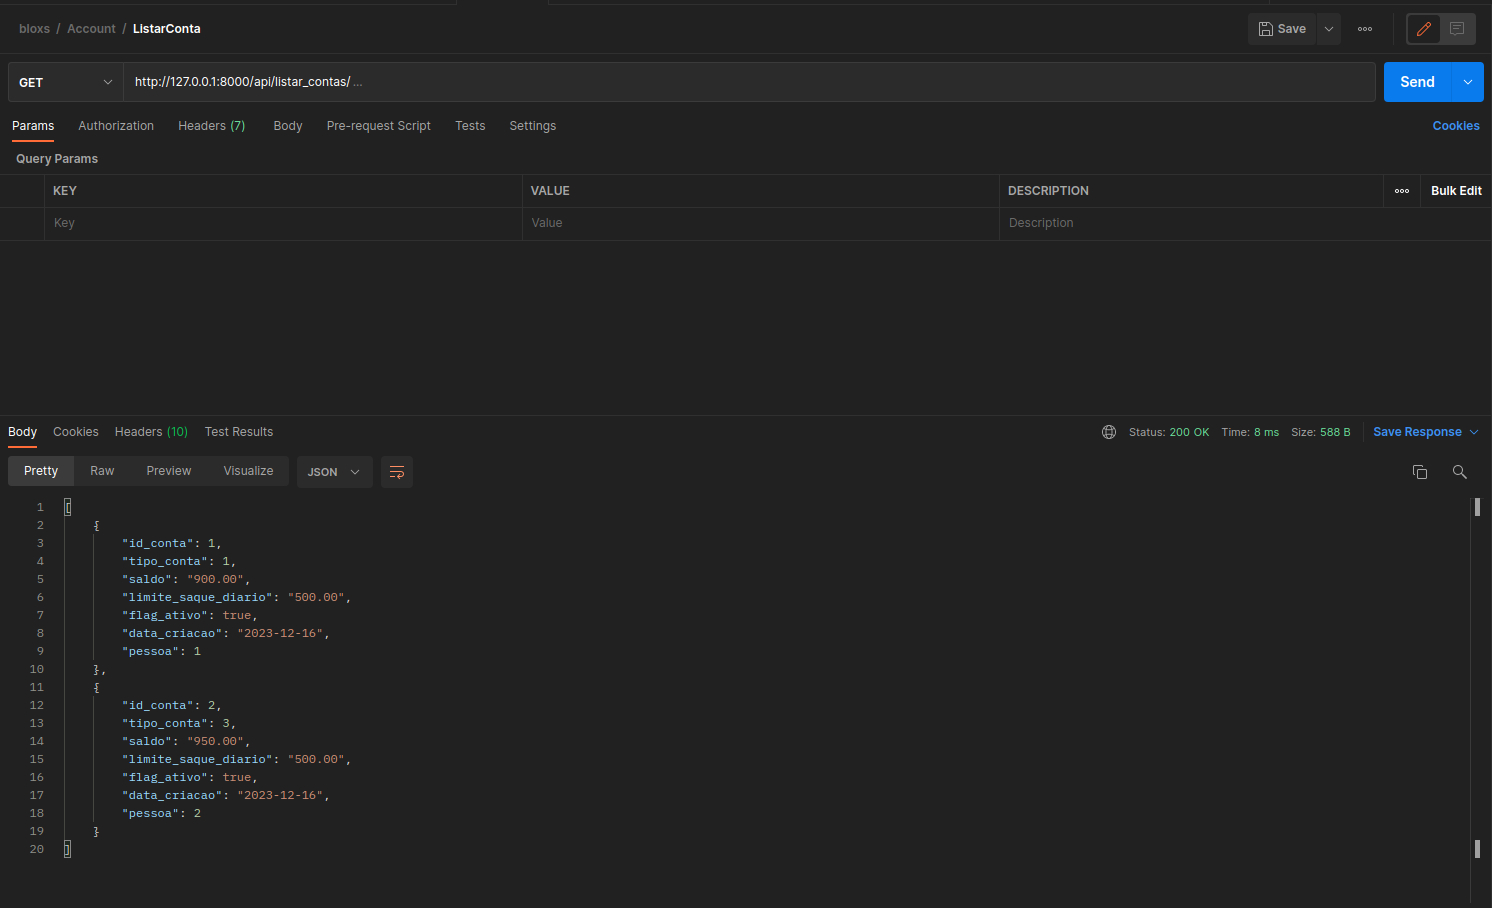 bloxs / Account / ListarConta
Save
GET http://127.0.0.1:8000/api/listar_contas/ ...
Send
Params Authorization Headers (7) Body Pre-request Script Tests Settings Cookies
Query Params
KEY VALUE DESCRIPTION Bulk Edit
Key Value Description
Body Cookies Headers (10) Test Results Status: 200 OK Time: 8 ms Size: 588 B Save Response
Pretty Raw Preview Visualize JSON
1 [
2 {
3 "id_conta": 1,
4 "tipo_conta": 1,
5 "saldo": "900.00",
6 "limite_saque_diario": "500.00",
7 "flag_ativo": true,
8 "data_criacao": "2023-12-16",
9 "pessoa": 1
10 },
11 {
12 "id_conta": 2,
13 "tipo_conta": 3,
14 "saldo": "950.00",
15 "limite_saque_diario": "500.00",
16 "flag_ativo": true,
17 "data_criacao": "2023-12-16",
18 "pessoa": 2
19 }
20 ]